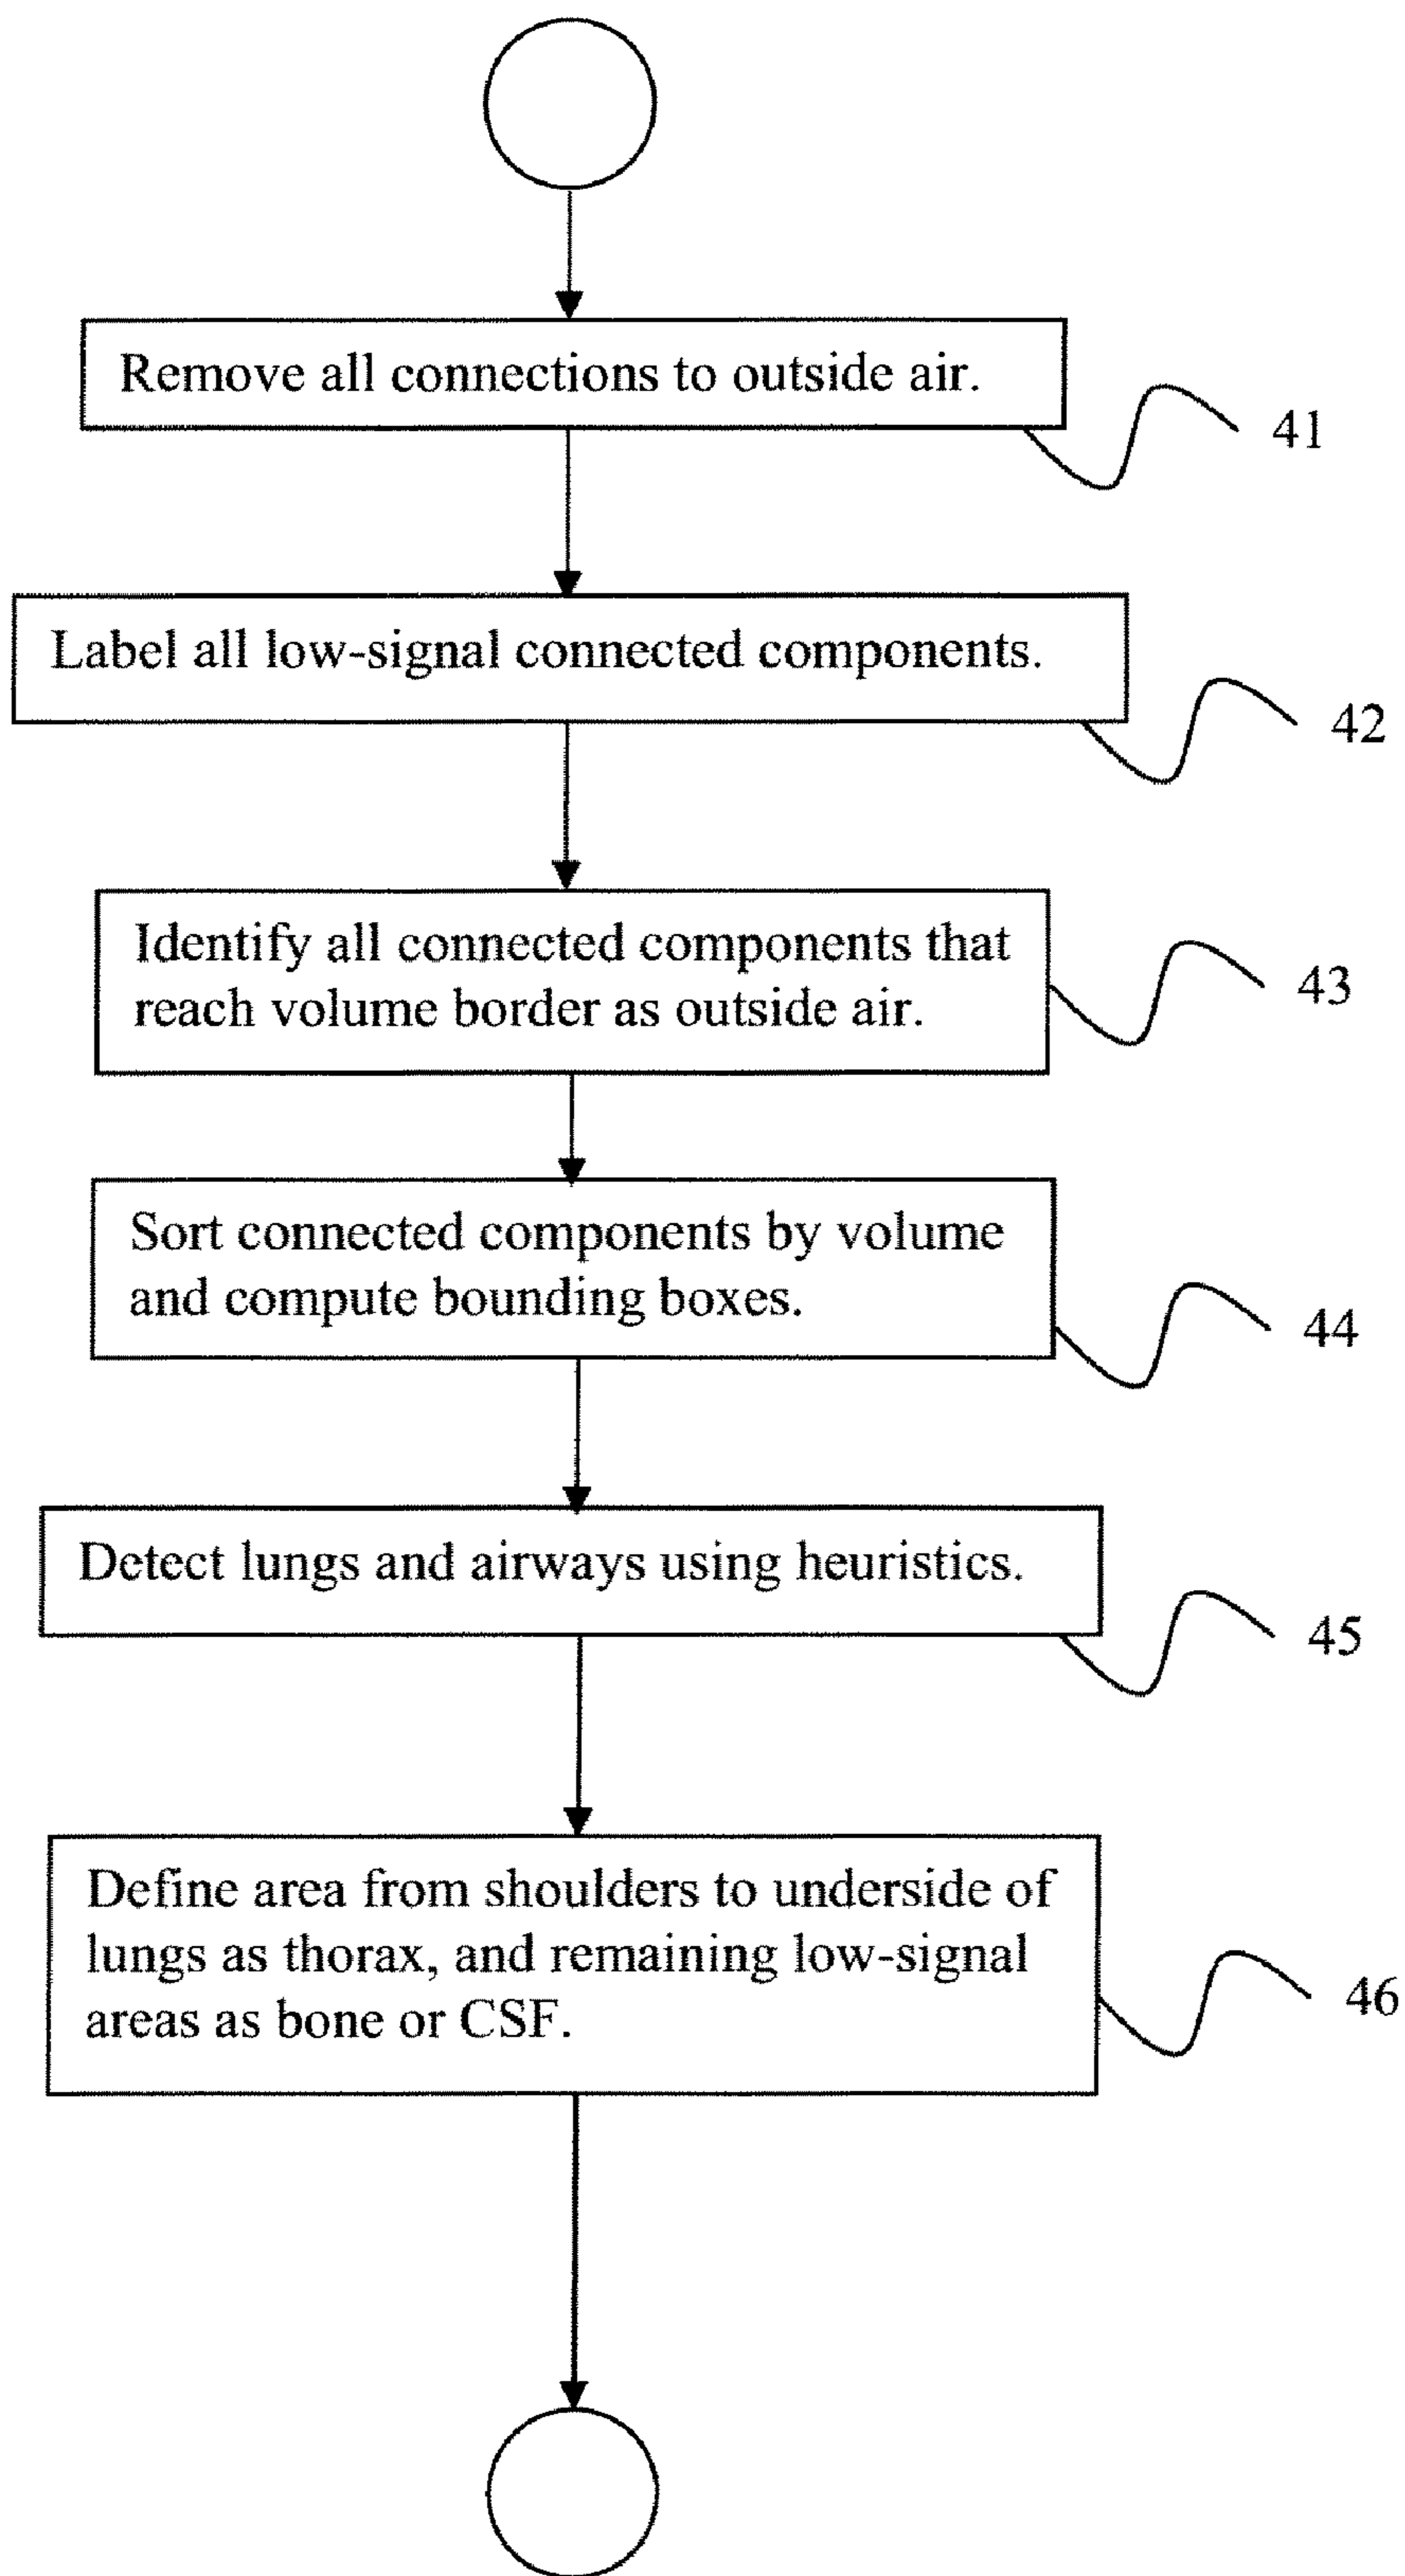 Remove all connections to outside air.
41
Label all low-signal connected components.
42
Identify all connected components that
reach volume border as outside air.
43
Sort connected components by volume
and compute bounding boxes.
44
Detect lungs and airways using heuristics.
45
Define area from shoulders to underside of
lungs as thorax, and remaining low-signal
areas as bone or CSF.
46